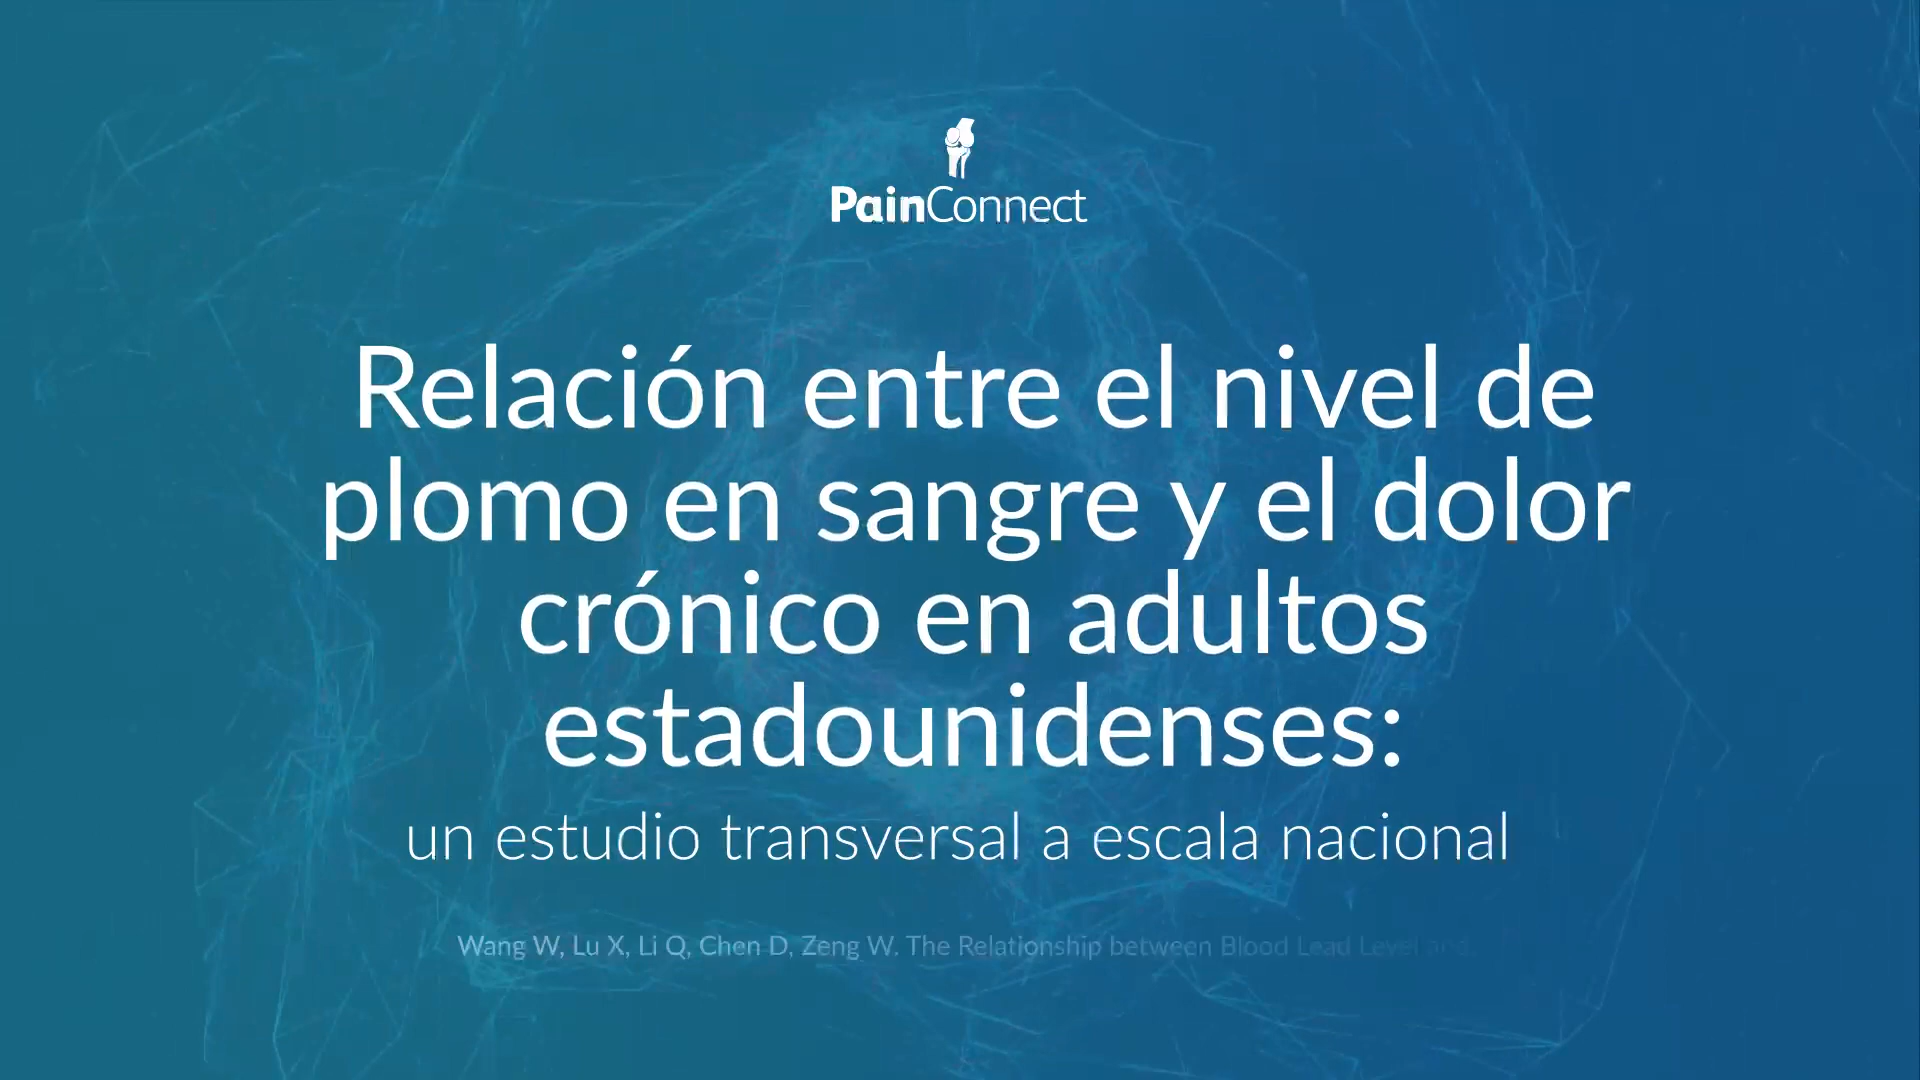 PainConnect
Relación entre el nivel de
plomo en sangre y el dolor
crónico en adultos
estadounidenses:
un estudio transversal a escala nacional
Wang W, Lu X, Li Q, Chen D, Zeng W. The Relationship between Blood Lead Level and